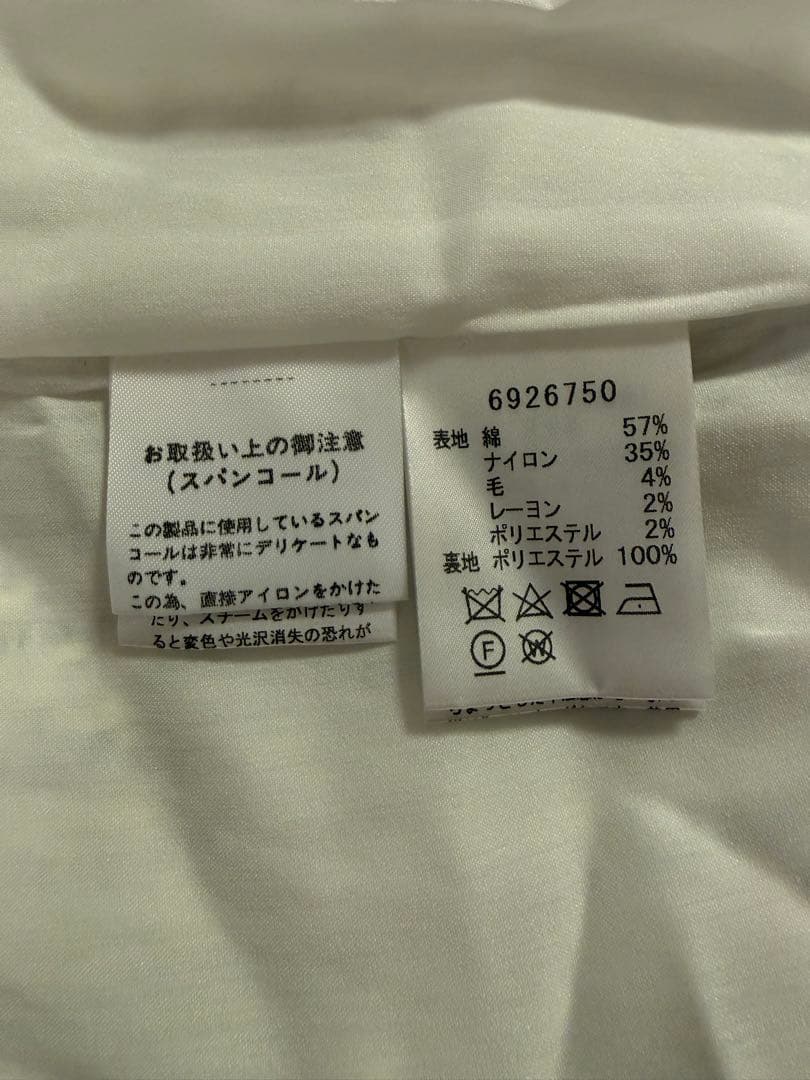 お取扱い上の御注意
(スパンコール)
この製品に使用しているスパン
コールは非常にデリケートなも
のです。
この為、直接アイロンをかけた
たり、スチームをかけたりす
ると変色や光沢消失の恐れが
6926750
表地 綿 57%
ナイロン 35%
毛 4%
レーヨン 2%
ポリエステル 2%
裏地 ポリエステル 100%
F
W